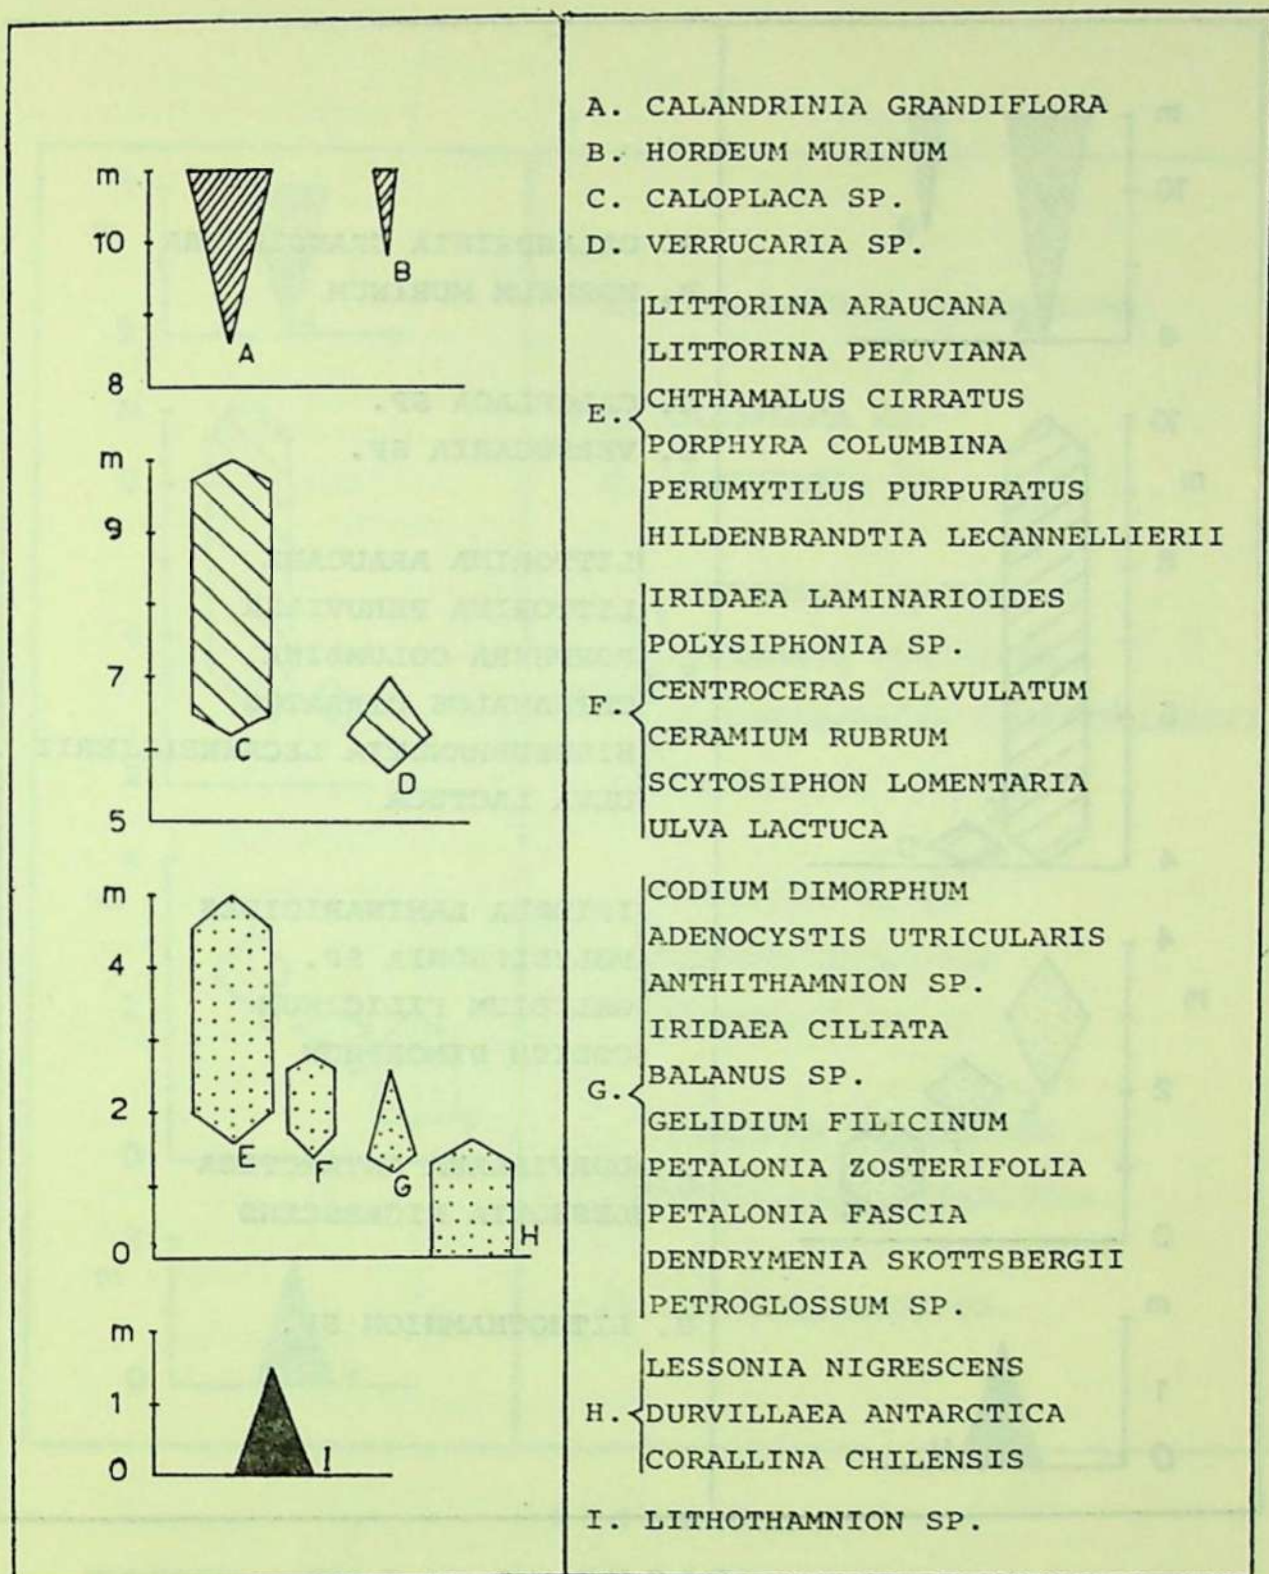 m
10
8
A
B
m
9
7
5
C
D
m
4
2
0
E
F
G
H
m
1
0
I
A. CALANDRINIA GRANDIFLORA
B. HORDEUM MURINUM
C. CALOPLACA SP.
D. VERRUCARIA SP.
LITTORINA ARAUCANA
LITTORINA PERUVIANA
E. CHTHAMALUS CIRRATUS
PORPHYRA COLUMBINA
PERUMYTILUS PURPURATUS
HILDENBRANDTIA LECANNELLIERII
IRIDAEA LAMINARIOIDES
POLYSIPHONIA SP.
F. CENTROCERAS CLAVULATUM
CERAMIUM RUBRUM
SCYTOSIPHON LOMENTARIA
ULVA LACTUCA
CODIUM DIMORPHUM
ADENOCYSTIS UTRICULARIS
ANTHITHAMNION SP.
IRIDAEA CILIATA
G. BALANUS SP.
GELIDIUM FILICINUM
PETALONIA ZOSTERIFOLIA
PETALONIA FASCIA
DENDRYMENIA SKOTTSBERGII
PETROGLOSSUM SP.
LESSONIA NIGRESCENS
H. DURVILLAEA ANTARCTICA
CORALLINA CHILENSIS
I. LITHOTHAMNION SP.